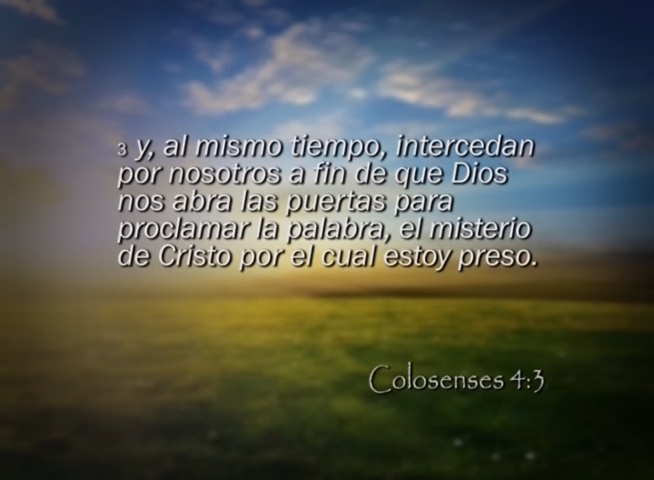 3 y, al mismo tiempo, intercedan
por nosotros a fin de que Dios
nos abra las puertas para
proclamar la palabra, el misterio
de Cristo por el cual estoy preso.
Colosenses 4:3